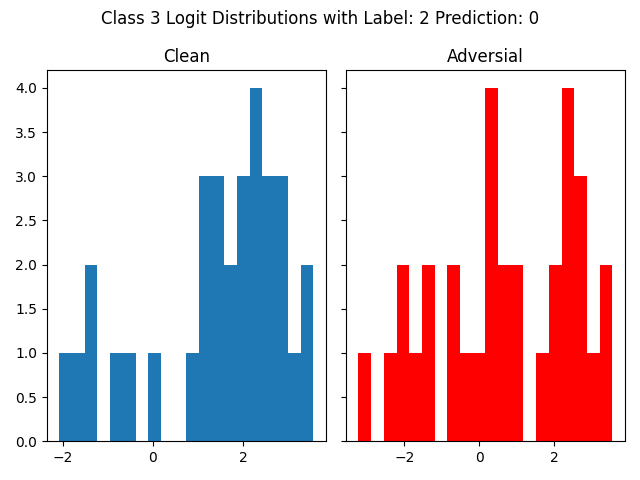 Class 3 Logit Distributions with Label: 2 Prediction: 0
Clean
Adversial
4.0
3.5
3.0
2.5
2.0
1.5
1.0
0.5
0.0
−2 0 2
−2 0 2